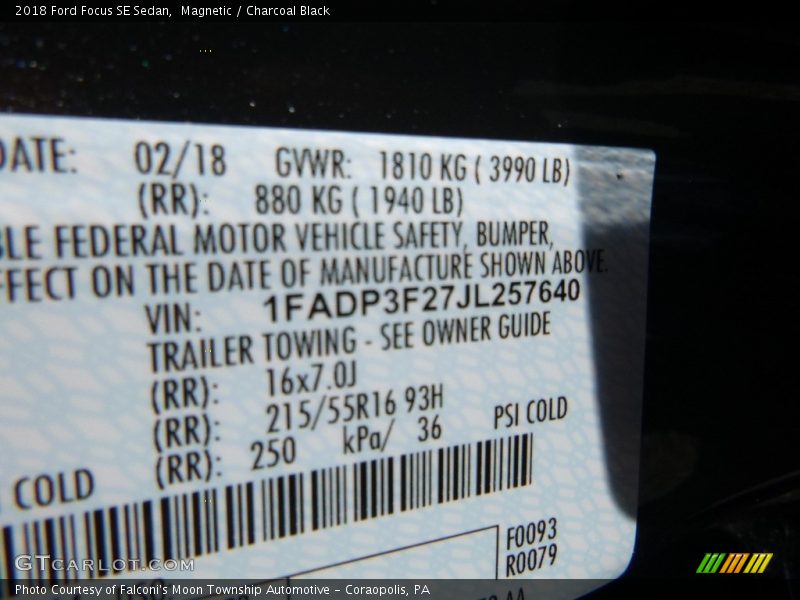 2018 Ford Focus SE Sedan,  Magnetic / Charcoal Black
DATE: 02/18 GVWR: 1810 KG ( 3990 LB)
(RR): 880 KG ( 1940 LB)
FEDERAL MOTOR VEHICLE SAFETY, BUMPER,
ON THE DATE OF MANUFACTURE SHOWN ABOVE.
VIN: 1FADP3F27JL257640
TRAILER TOWING - SEE OWNER GUIDE
(RR): 16x7.0J
(RR): 215/55R16 93H
COLD (RR): 250 kPa/ 36 PSI COLD
F0093
R0079
GTcarlot.com
Photo Courtesy of Falconi's Moon Township Automotive - Coraopolis, PA